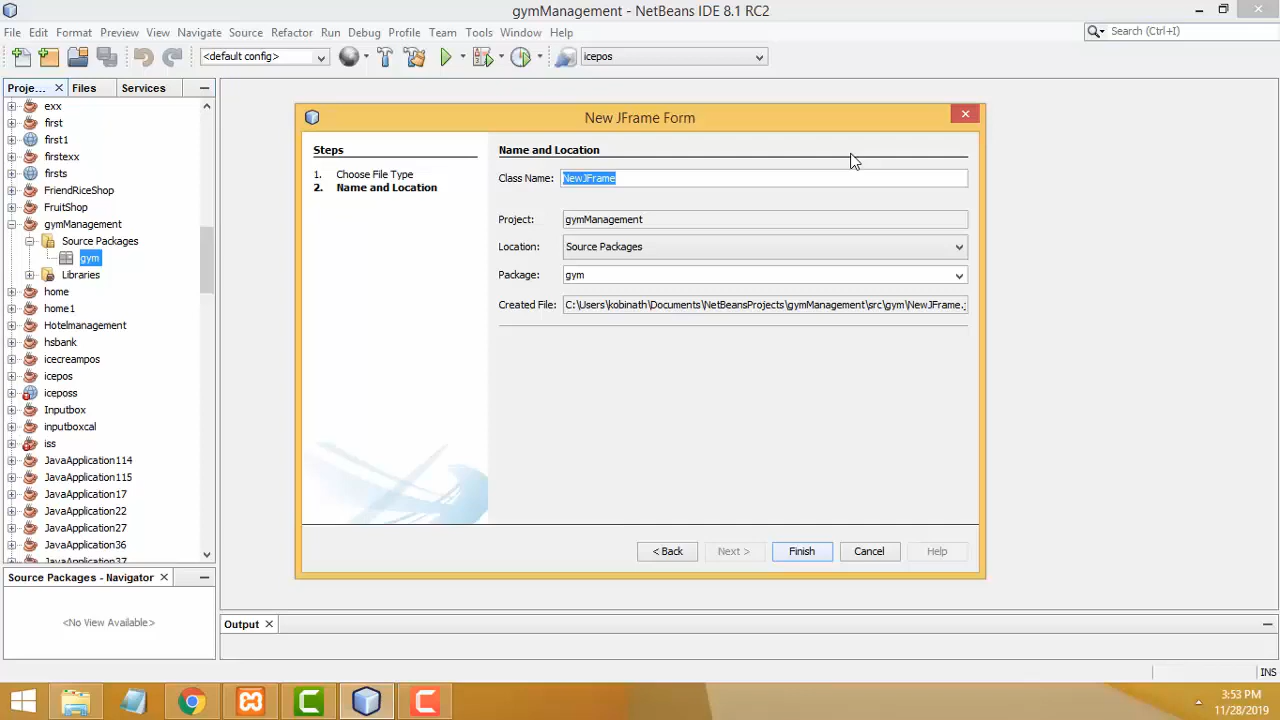 gymManagement - NetBeans IDE 8.1 RC2
File Edit Format Preview View Navigate Source Refactor Run Debug Profile Team Tools Window Help
Search (Ctrl+I)
<default config>
icepos
Proje... Files Services
exx
first
first1
firstexx
firsts
FriendRiceShop
FruitShop
gymManagement
Source Packages
gym
Libraries
home
home1
Hotelmanagement
hsbank
icecreampos
icepos
iceposs
Inputbox
inputboxcal
iss
JavaApplication114
JavaApplication115
JavaApplication17
JavaApplication22
JavaApplication27
JavaApplication36
JavaApplication37
Source Packages - Navigator
<No View Available>
New JFrame Form
Steps
1. Choose File Type
2. Name and Location
Name and Location
Class Name: NewJFrame
Project: gymManagement
Location: Source Packages
Package: gym
Created File: C:\Users\kobinath\Documents\NetBeansProjects\gymManagement\src\gym\NewJFrame.j
< Back Next > Finish Cancel Help
Output
INS
3:53 PM
11/28/2019